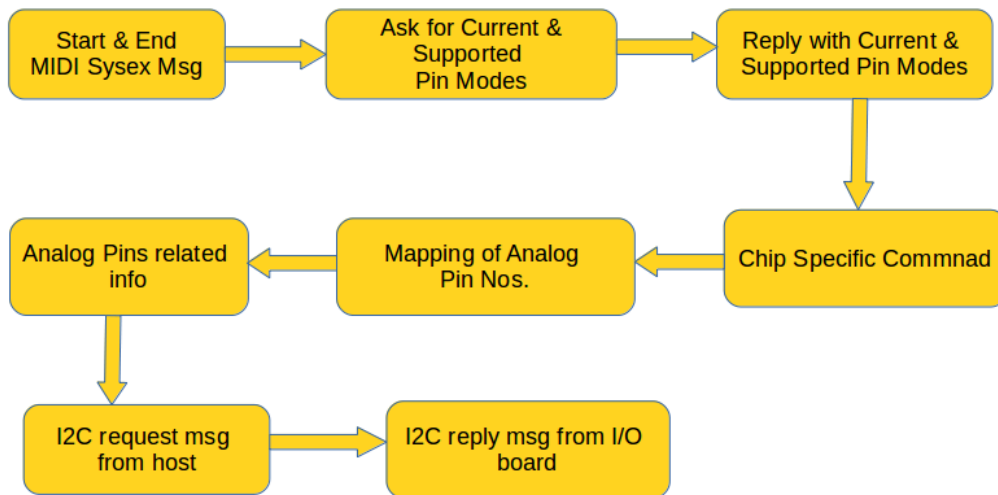 Start & End
MIDI Sysex Msg
Ask for Current &
Supported
Pin Modes
Reply with Current &
Supported Pin Modes
Chip Specific Commnad
Mapping of Analog
Pin Nos.
Analog Pins related
info
I2C request msg
from host
I2C reply msg from I/O
board